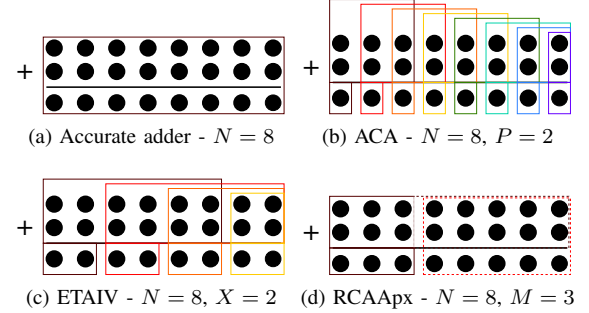 +
(a) Accurate adder - N = 8
+
(b) ACA - N = 8, P = 2
+
(c) ETAIV - N = 8, X = 2
+
(d) RCAApx - N = 8, M = 3